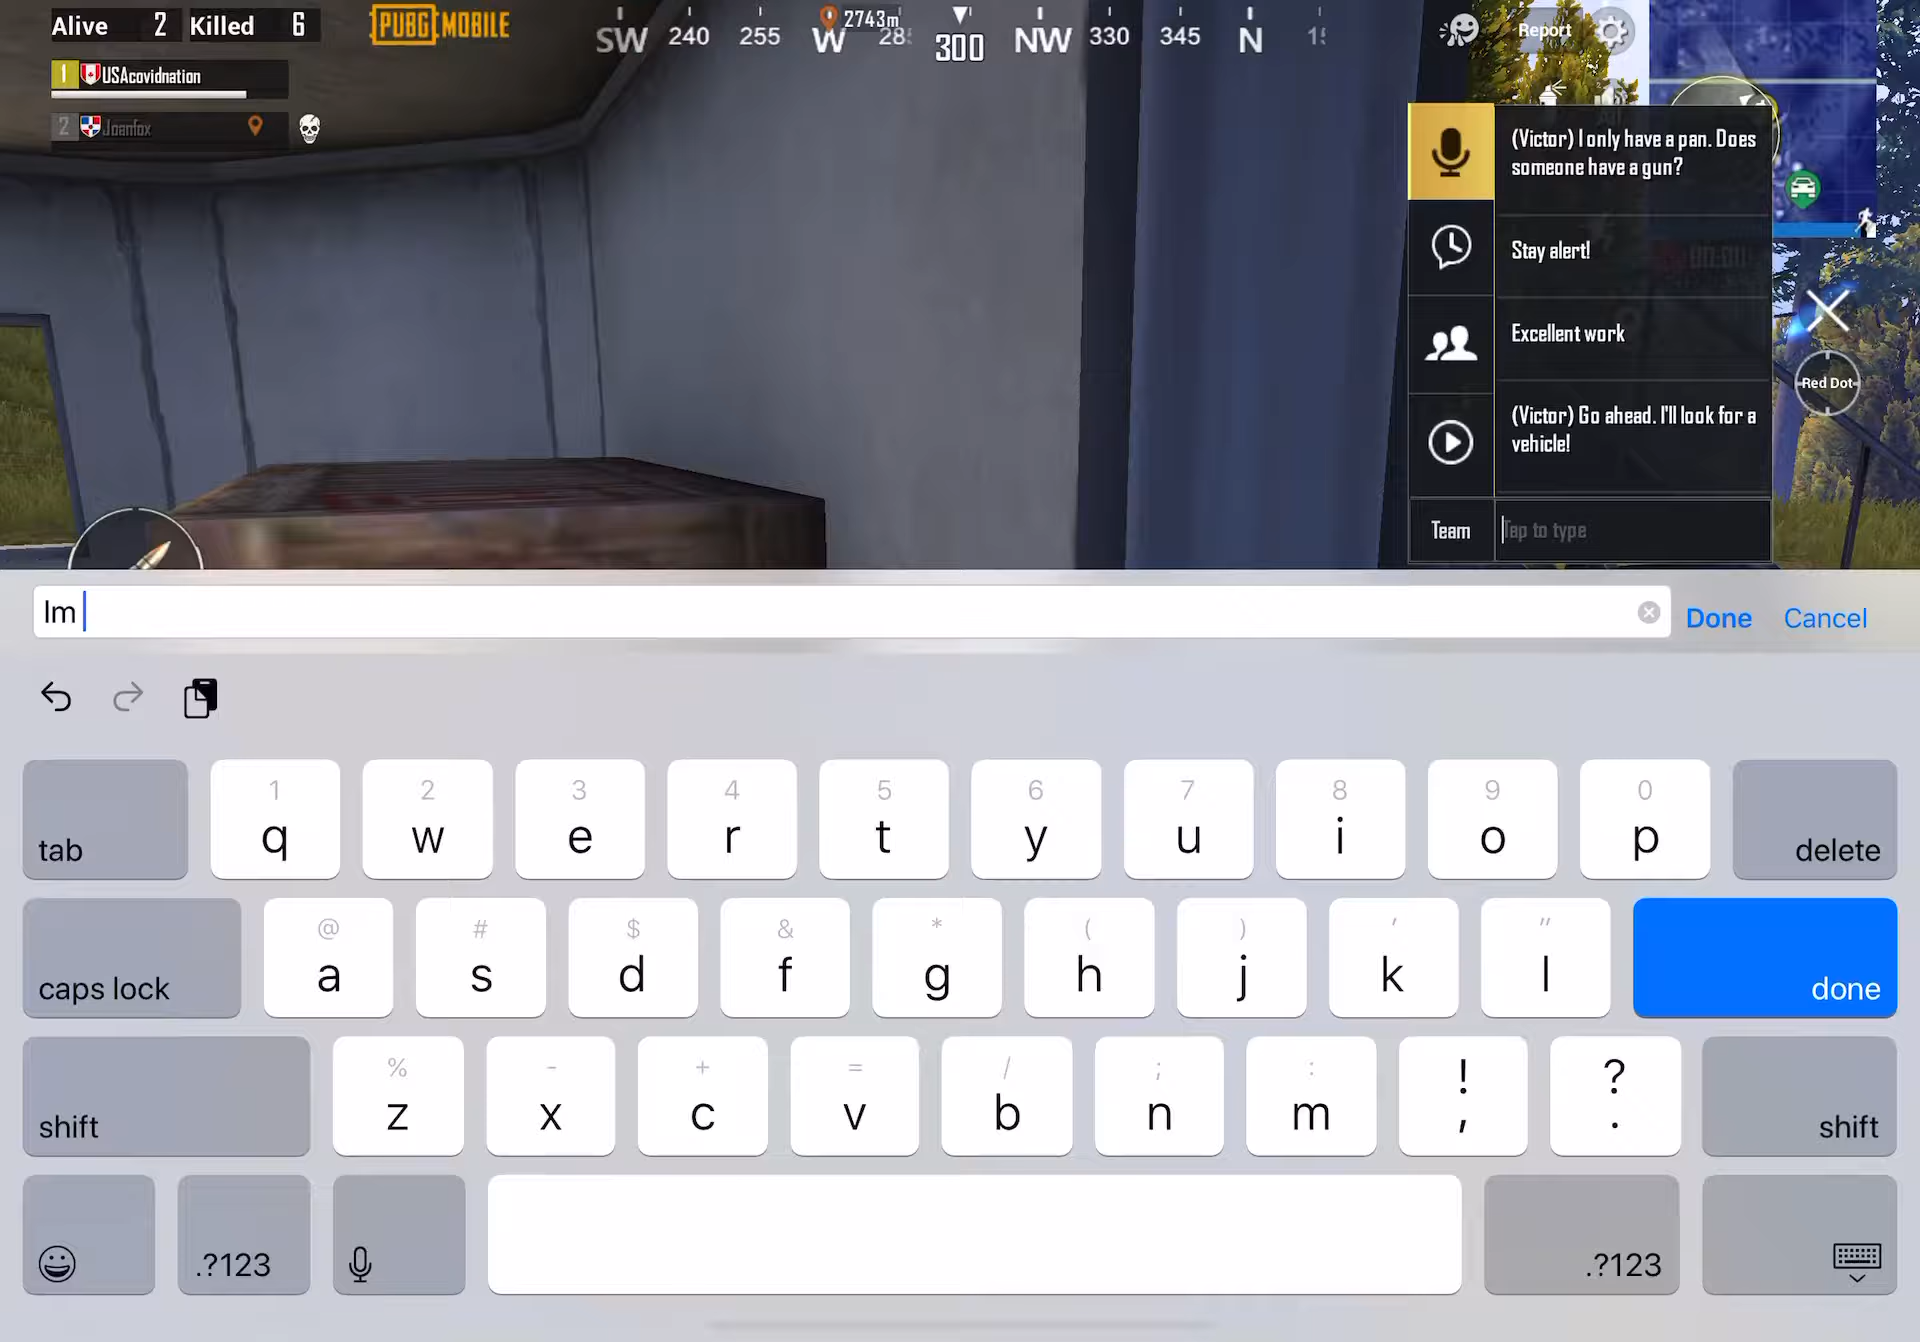 Alive 2 Killed 6
PUBG MOBILE
SW 240 255 W 2743m 300 NW 330 345 N
Report
1 USAcovidnation
2 Joanfox
(Victor) I only have a pan. Does
someone have a gun?
Stay alert!
Excellent work
(Victor) Go ahead. I'll look for a
vehicle!
Red Dot
Team Tap to type
Im
Done Cancel
1 2 3 4 5 6 7 8 9 0
tab q w e r t y u i o p delete
@ # $ & * ( ) ' "
caps lock a s d f g h j k l done
% - + = / ; : ! ?
shift z x c v b n m , . shift
.?123 .?123